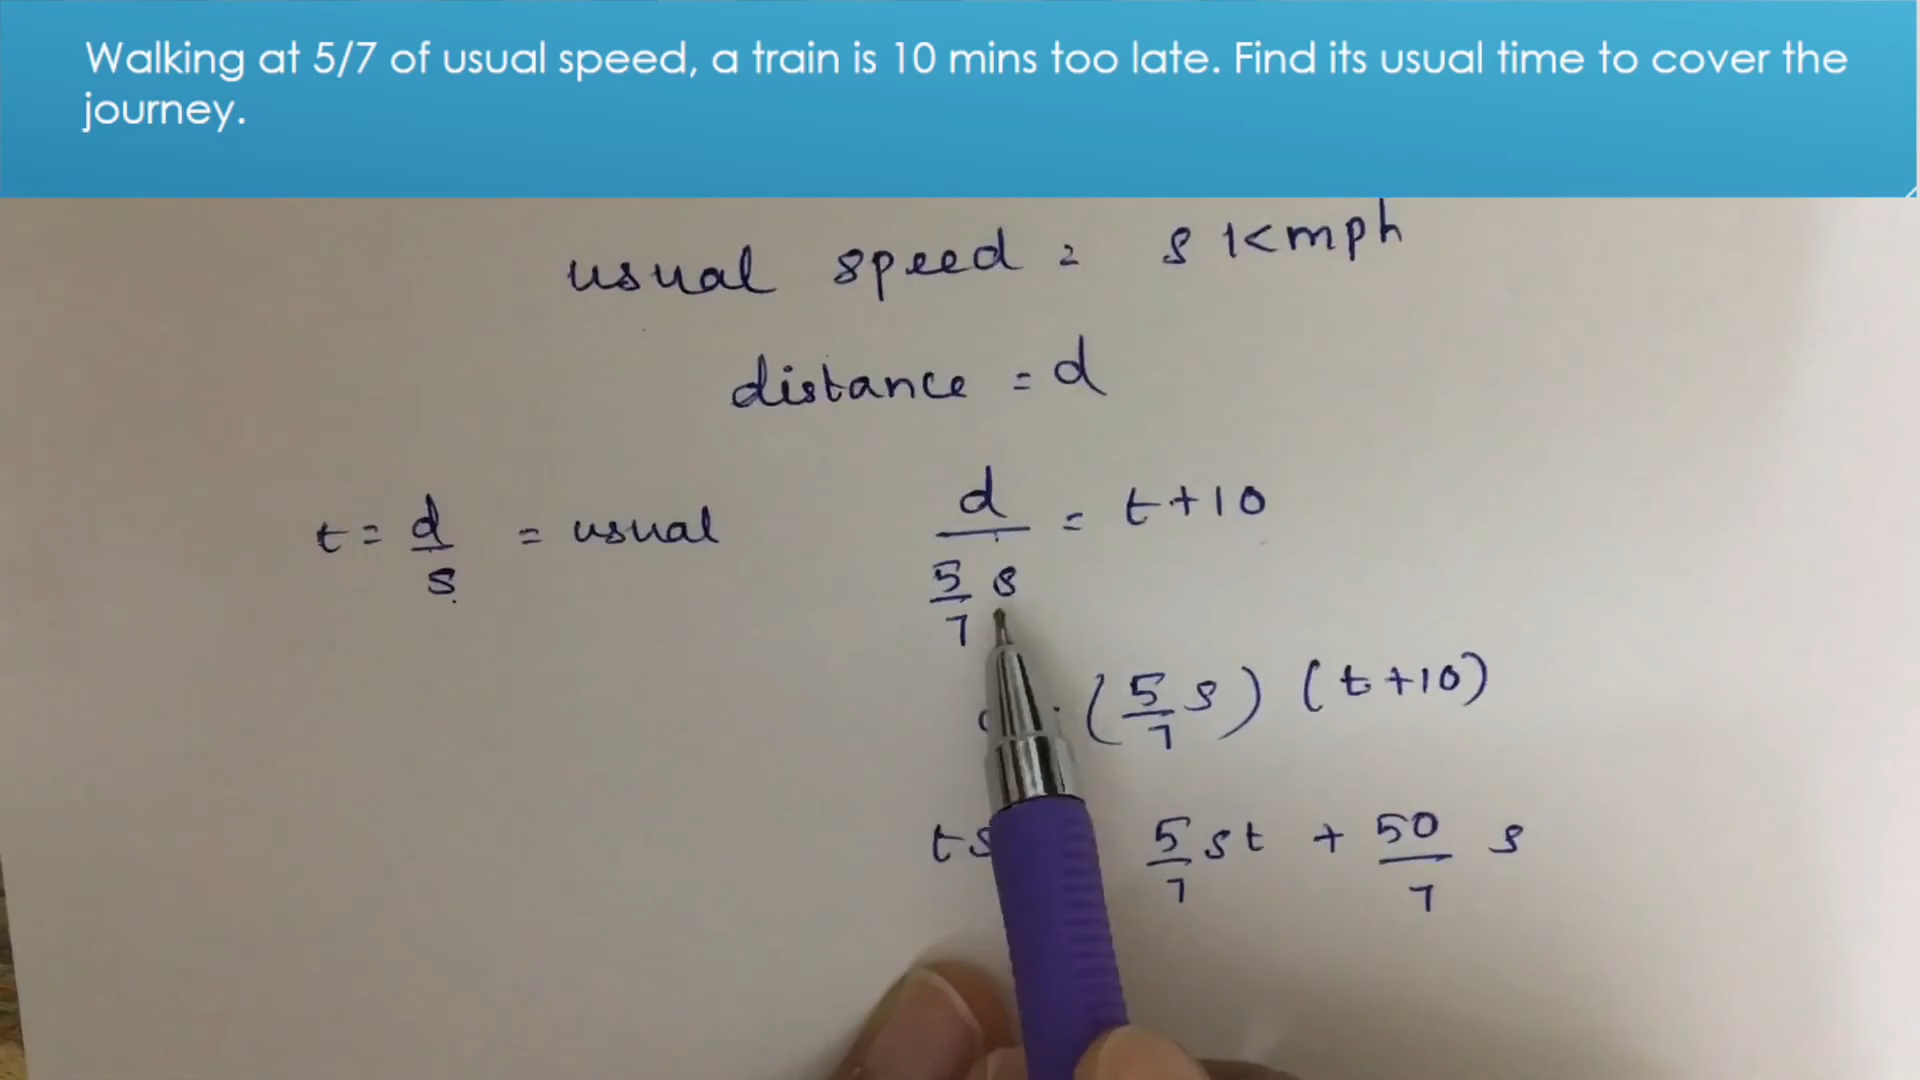 Walking at 5/7 of usual speed, a train is 10 mins too late. Find its usual time to cover the
journey.
usual speed = s Kmph
distance = d
t = d/s = usual
d / (5/7 s) = t+10
(5/7 s) (t+10)
ts 5/7 st + 50/7 s